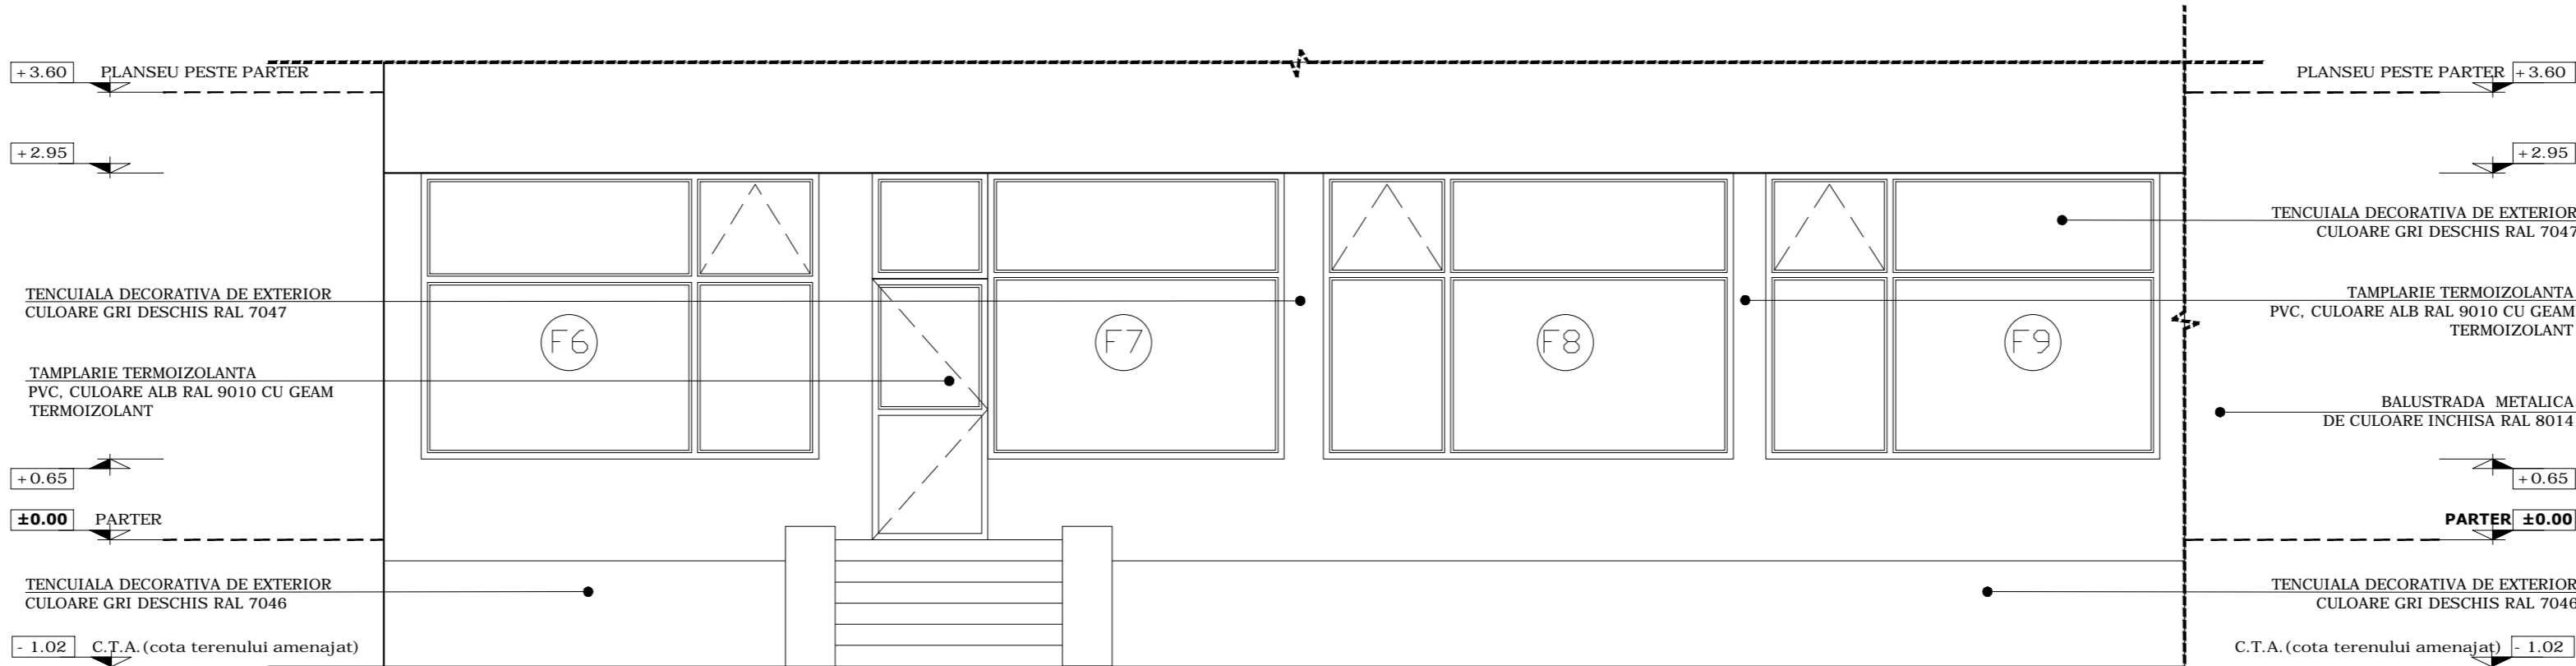 +3.60 PLANSEU PESTE PARTER
PLANSEU PESTE PARTER +3.60
+2.95
+2.95
TENCUIALA DECORATIVA DE EXTERIOR
CULOARE GRI DESCHIS RAL 7047
TENCUIALA DECORATIVA DE EXTERIOR
CULOARE GRI DESCHIS RAL 7047
TAMPLARIE TERMOIZOLANTA
PVC, CULOARE ALB RAL 9010 CU GEAM
TERMOIZOLANT
F6
F7
F8
F9
TAMPLARIE TERMOIZOLANTA
PVC, CULOARE ALB RAL 9010 CU GEAM
TERMOIZOLANT
BALUSTRADA METALICA
DE CULOARE INCHISA RAL 8014
+0.65
+0.65
±0.00 PARTER
PARTER ±0.00
TENCUIALA DECORATIVA DE EXTERIOR
CULOARE GRI DESCHIS RAL 7046
TENCUIALA DECORATIVA DE EXTERIOR
CULOARE GRI DESCHIS RAL 7046
- 1.02 C.T.A.(cota terenului amenajat)
C.T.A.(cota terenului amenajat) - 1.02